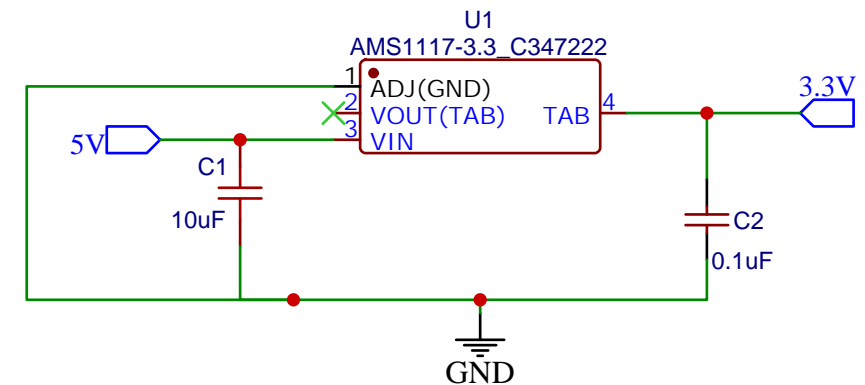 U1
AMS1117-3.3_C347222
1
ADJ(GND)
2
VOUT(TAB)
TAB
4
3.3V
5V
3
VIN
C1
10uF
C2
0.1uF
GND